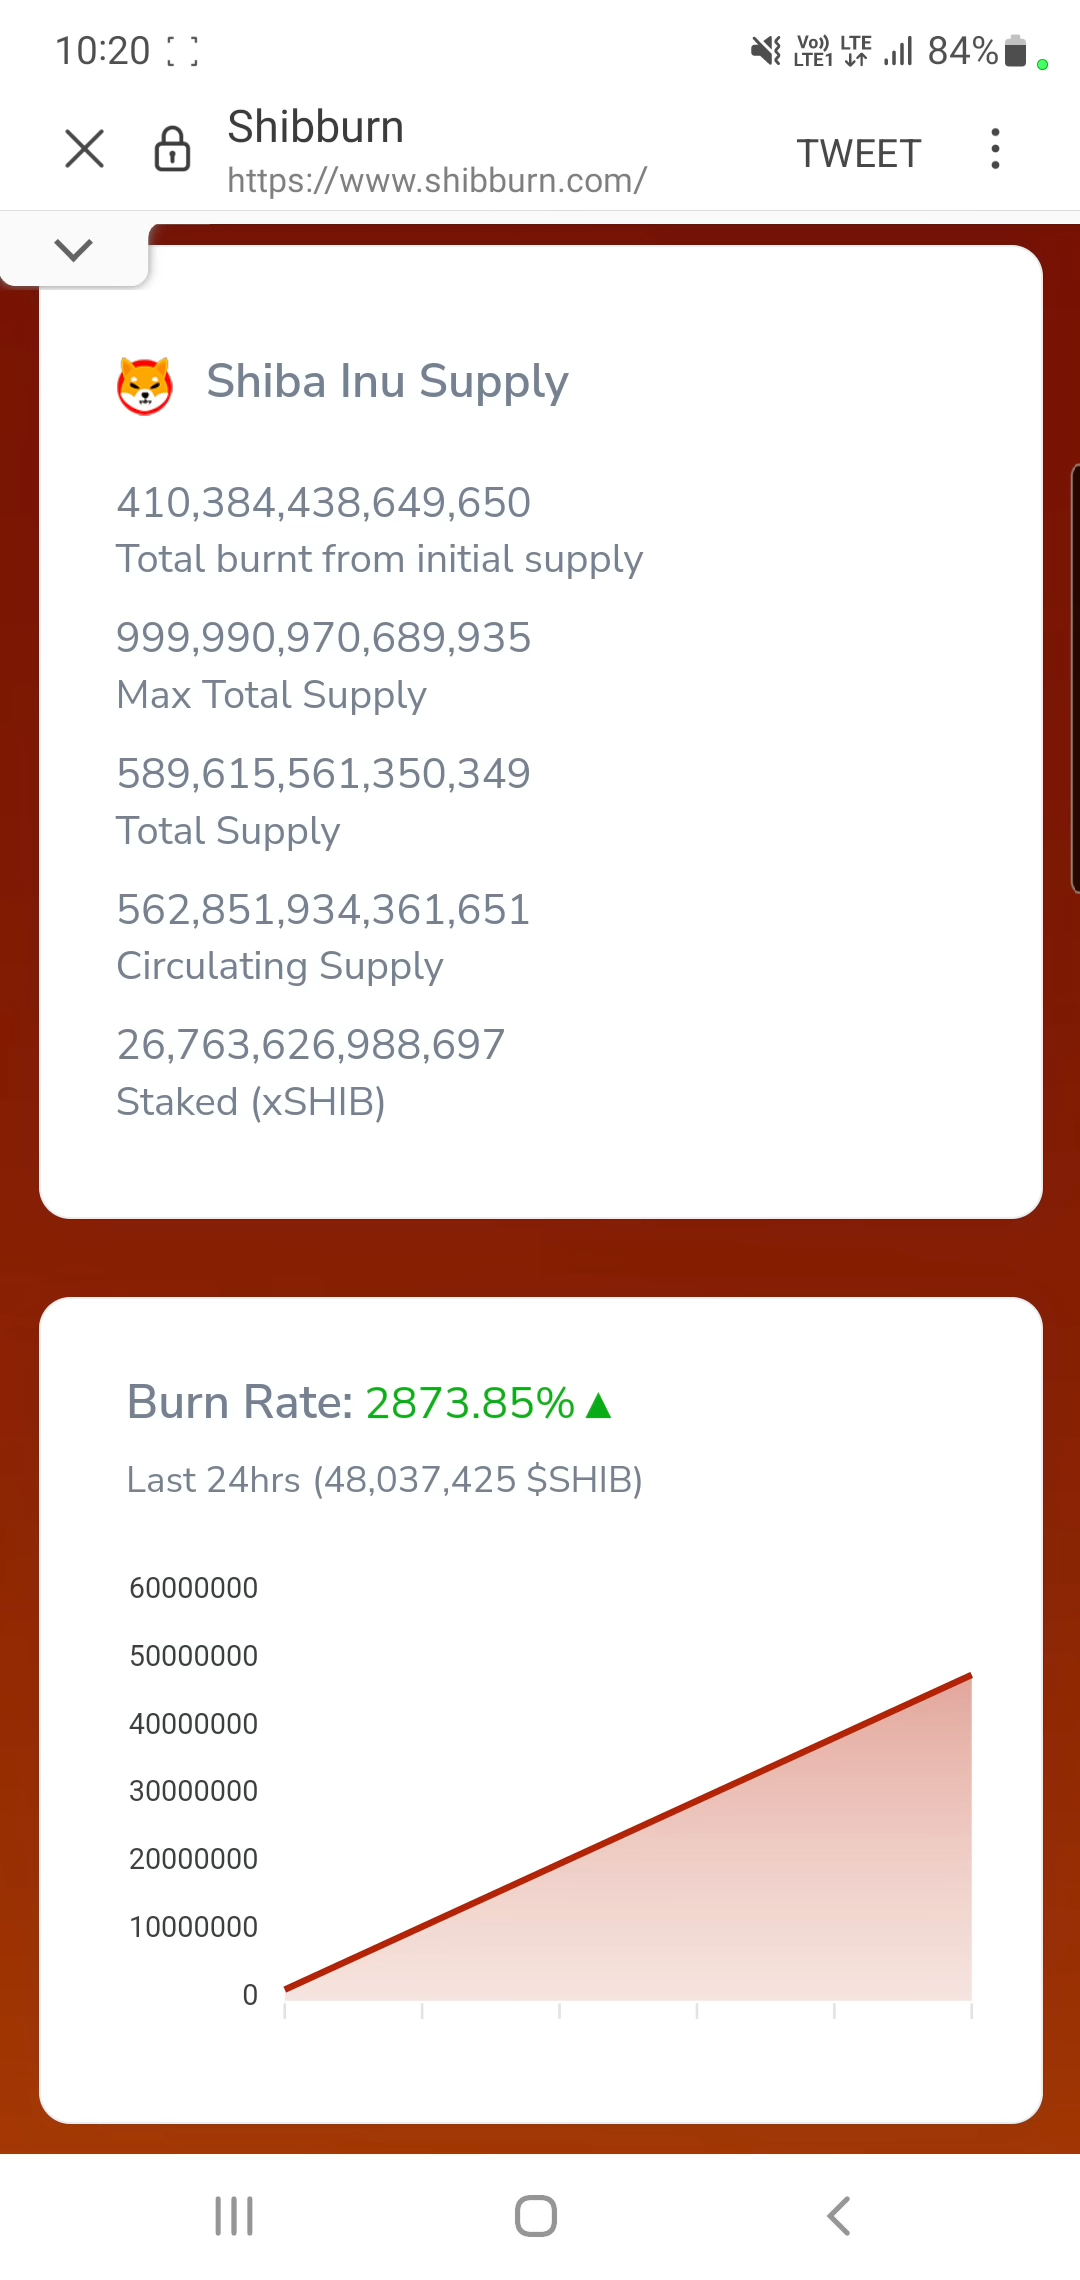 10:20 Vo)) LTE1 LTE 84%
Shibburn
https://www.shibburn.com/
TWEET
Shiba Inu Supply
410,384,438,649,650
Total burnt from initial supply
999,990,970,689,935
Max Total Supply
589,615,561,350,349
Total Supply
562,851,934,361,651
Circulating Supply
26,763,626,988,697
Staked (xSHIB)
Burn Rate: 2873.85% ▲
Last 24hrs (48,037,425 $SHIB)
60000000
50000000
40000000
30000000
20000000
10000000
0